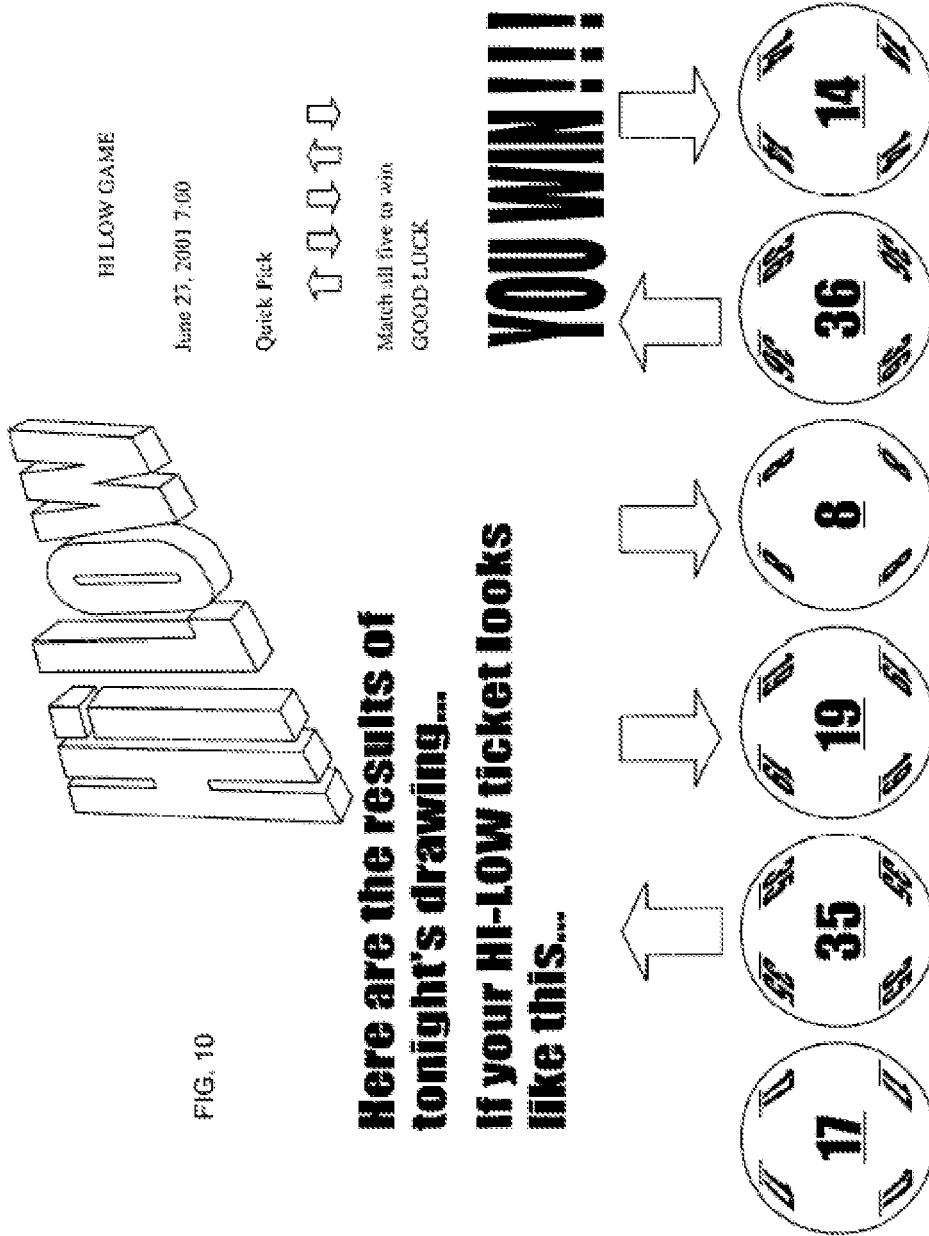 FIG. 10
Hi LOW
HI LOW GAME
June 23, 2001 7:00
Quick Pick
Match all five to win
GOOD LUCK
Here are the results of
tonight's drawing...
If your HI-LOW ticket looks
like this...
YOU WIN!!!
17 35 19 8 36 14